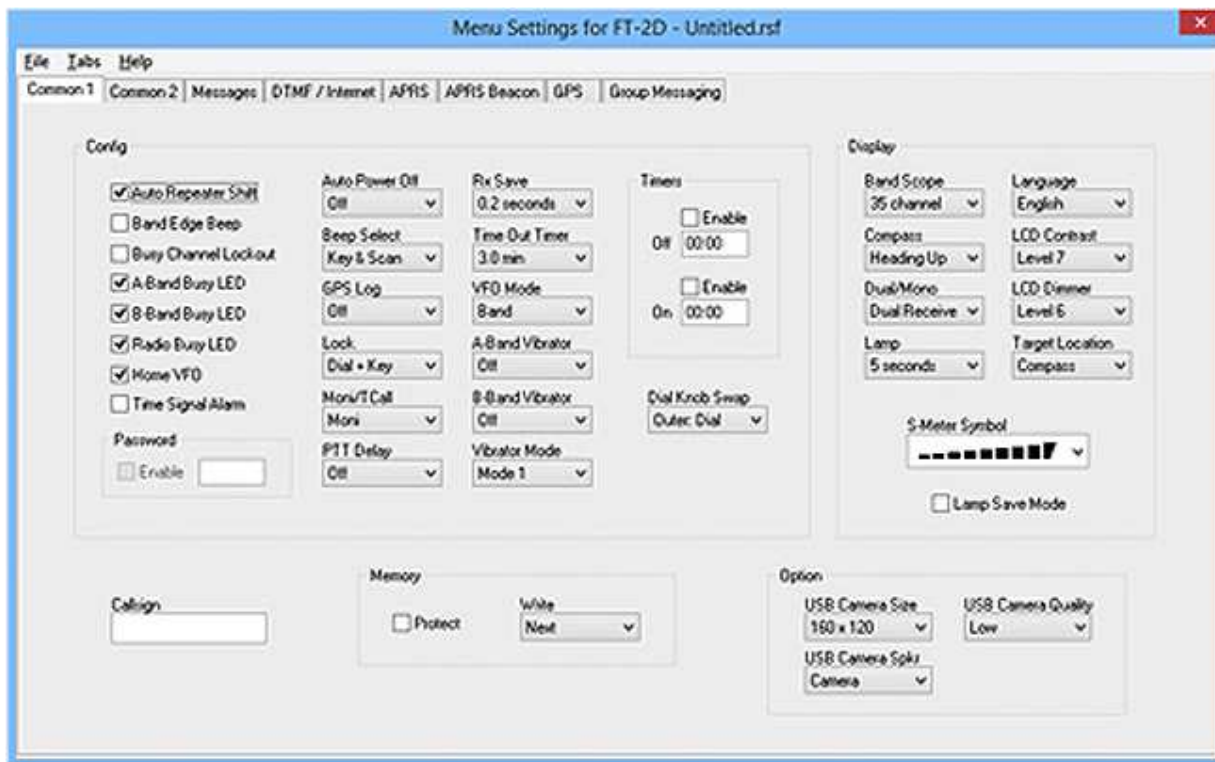 Menu Settings for FT-2D - Untitled.rsf
File Tabs Help
Common 1 Common 2 Messages DTMF / Internet APRS APRS Beacon GPS Group Messaging
Config
Auto Repeater Shift
Band Edge Beep
Busy Channel Lockout
A-Band Busy LED
B-Band Busy LED
Radio Busy LED
Home VFO
Time Signal Alarm
Password
Enable
Auto Power Off
Off
Beep Select
Key & Scan
GPS Log
Off
Lock
Dial + Key
Moni/TCall
Moni
PTT Delay
Off
Rx Save
0.2 seconds
Time Out Timer
3.0 min
VFO Mode
Band
A-Band Vibrator
Off
B-Band Vibrator
Off
Vibrator Mode
Mode 1
Timers
Enable
Off 00:00
Enable
On 00:00
Dial Knob Swap
Outer: Dial
Display
Band Scope
35 channel
Compass
Heading Up
Dual/Mono
Dual Receive
Lamp
5 seconds
Language
English
LCD Contrast
Level 7
LCD Dimmer
Level 6
Target Location
Compass
S-Meter Symbol
Lamp Save Mode
Callsign
Memory
Protect
Write
Next
Option
USB Camera Size
160 x 120
USB Camera Quality
Low
USB Camera Spkr
Camera